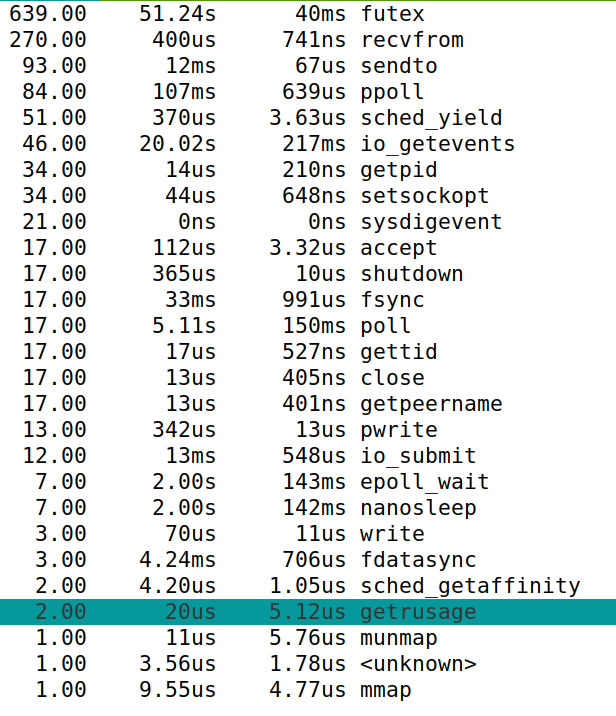 639.00 51.24s 40ms futex
270.00 400us 741ns recvfrom
93.00 12ms 67us sendto
84.00 107ms 639us ppoll
51.00 370us 3.63us sched_yield
46.00 20.02s 217ms io_getevents
34.00 14us 210ns getpid
34.00 44us 648ns setsockopt
21.00 0ns 0ns sysdigevent
17.00 112us 3.32us accept
17.00 365us 10us shutdown
17.00 33ms 991us fsync
17.00 5.11s 150ms poll
17.00 17us 527ns gettid
17.00 13us 405ns close
17.00 13us 401ns getpeername
13.00 342us 13us pwrite
12.00 13ms 548us io_submit
7.00 2.00s 143ms epoll_wait
7.00 2.00s 142ms nanosleep
3.00 70us 11us write
3.00 4.24ms 706us fdatasync
2.00 4.20us 1.05us sched_getaffinity
2.00 20us 5.12us getrusage
1.00 11us 5.76us munmap
1.00 3.56us 1.78us <unknown>
1.00 9.55us 4.77us mmap